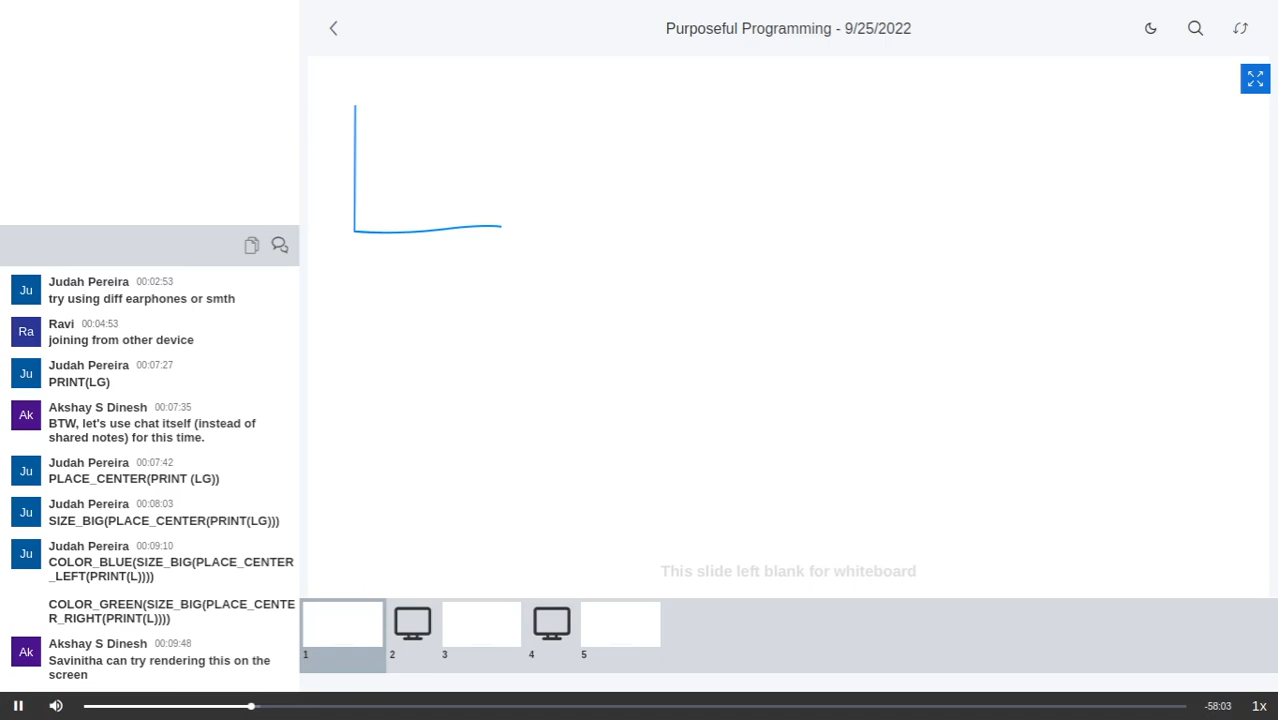 Purposeful Programming - 9/25/2022
Ju
Judah Pereira 00:02:53
try using diff earphones or smth
Ra
Ravi 00:04:53
joining from other device
Ju
Judah Pereira 00:07:27
PRINT(LG)
Ak
Akshay S Dinesh 00:07:35
BTW, let's use chat itself (instead of
shared notes) for this time.
Ju
Judah Pereira 00:07:42
PLACE_CENTER(PRINT (LG))
Ju
Judah Pereira 00:08:03
SIZE_BIG(PLACE_CENTER(PRINT(LG)))
Ju
Judah Pereira 00:09:10
COLOR_BLUE(SIZE_BIG(PLACE_CENTER
_LEFT(PRINT(L))))
COLOR_GREEN(SIZE_BIG(PLACE_CENTE
R_RIGHT(PRINT(L))))
Ak
Akshay S Dinesh 00:09:48
Savinitha can try rendering this on the
screen
This slide left blank for whiteboard
1 2 3 4 5
-58:03 1x